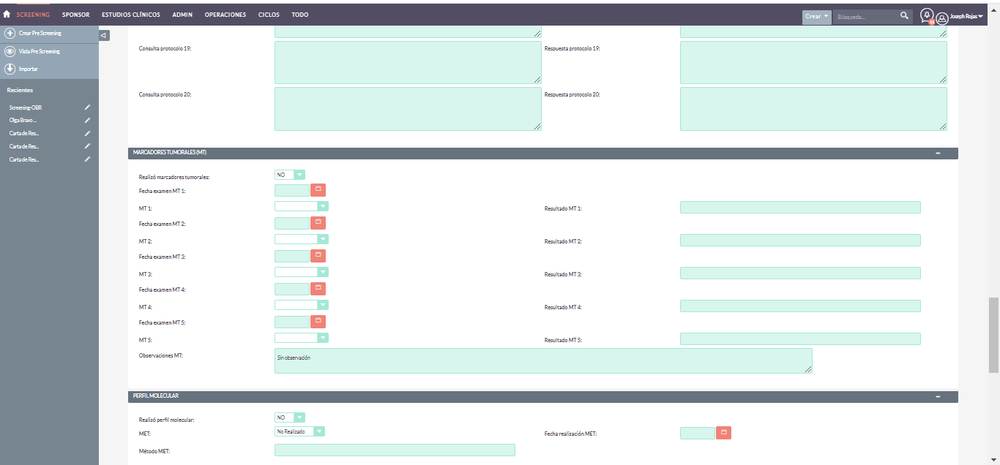 SCREENING SPONSOR ESTUDIOS CLÍNICOS ADMIN OPERACIONES CICLOS TODO Crear Búsqueda... Joseph Rojas
Crear Pre Screening
Vista Pre Screening
Importar
Recientes
Screening-OBR
Olga Bravo ...
Carta de Res...
Carta de Res...
Carta de Res...
Consulta protocolo 19: Respuesta protocolo 19:
Consulta protocolo 20: Respuesta protocolo 20:
MARCADORES TUMORALES (MT)
Realizó marcadores tumorales: NO
Fecha examen MT 1:
MT 1: Resultado MT 1:
Fecha examen MT 2:
MT 2: Resultado MT 2:
Fecha examen MT 3:
MT 3: Resultado MT 3:
Fecha examen MT 4:
MT 4: Resultado MT 4:
Fecha examen MT 5:
MT 5: Resultado MT 5:
Observaciones MT: Sin observación
PERFIL MOLECULAR
Realizó perfil molecular: NO
MET: No Realizado Fecha realización MET:
Método MET: